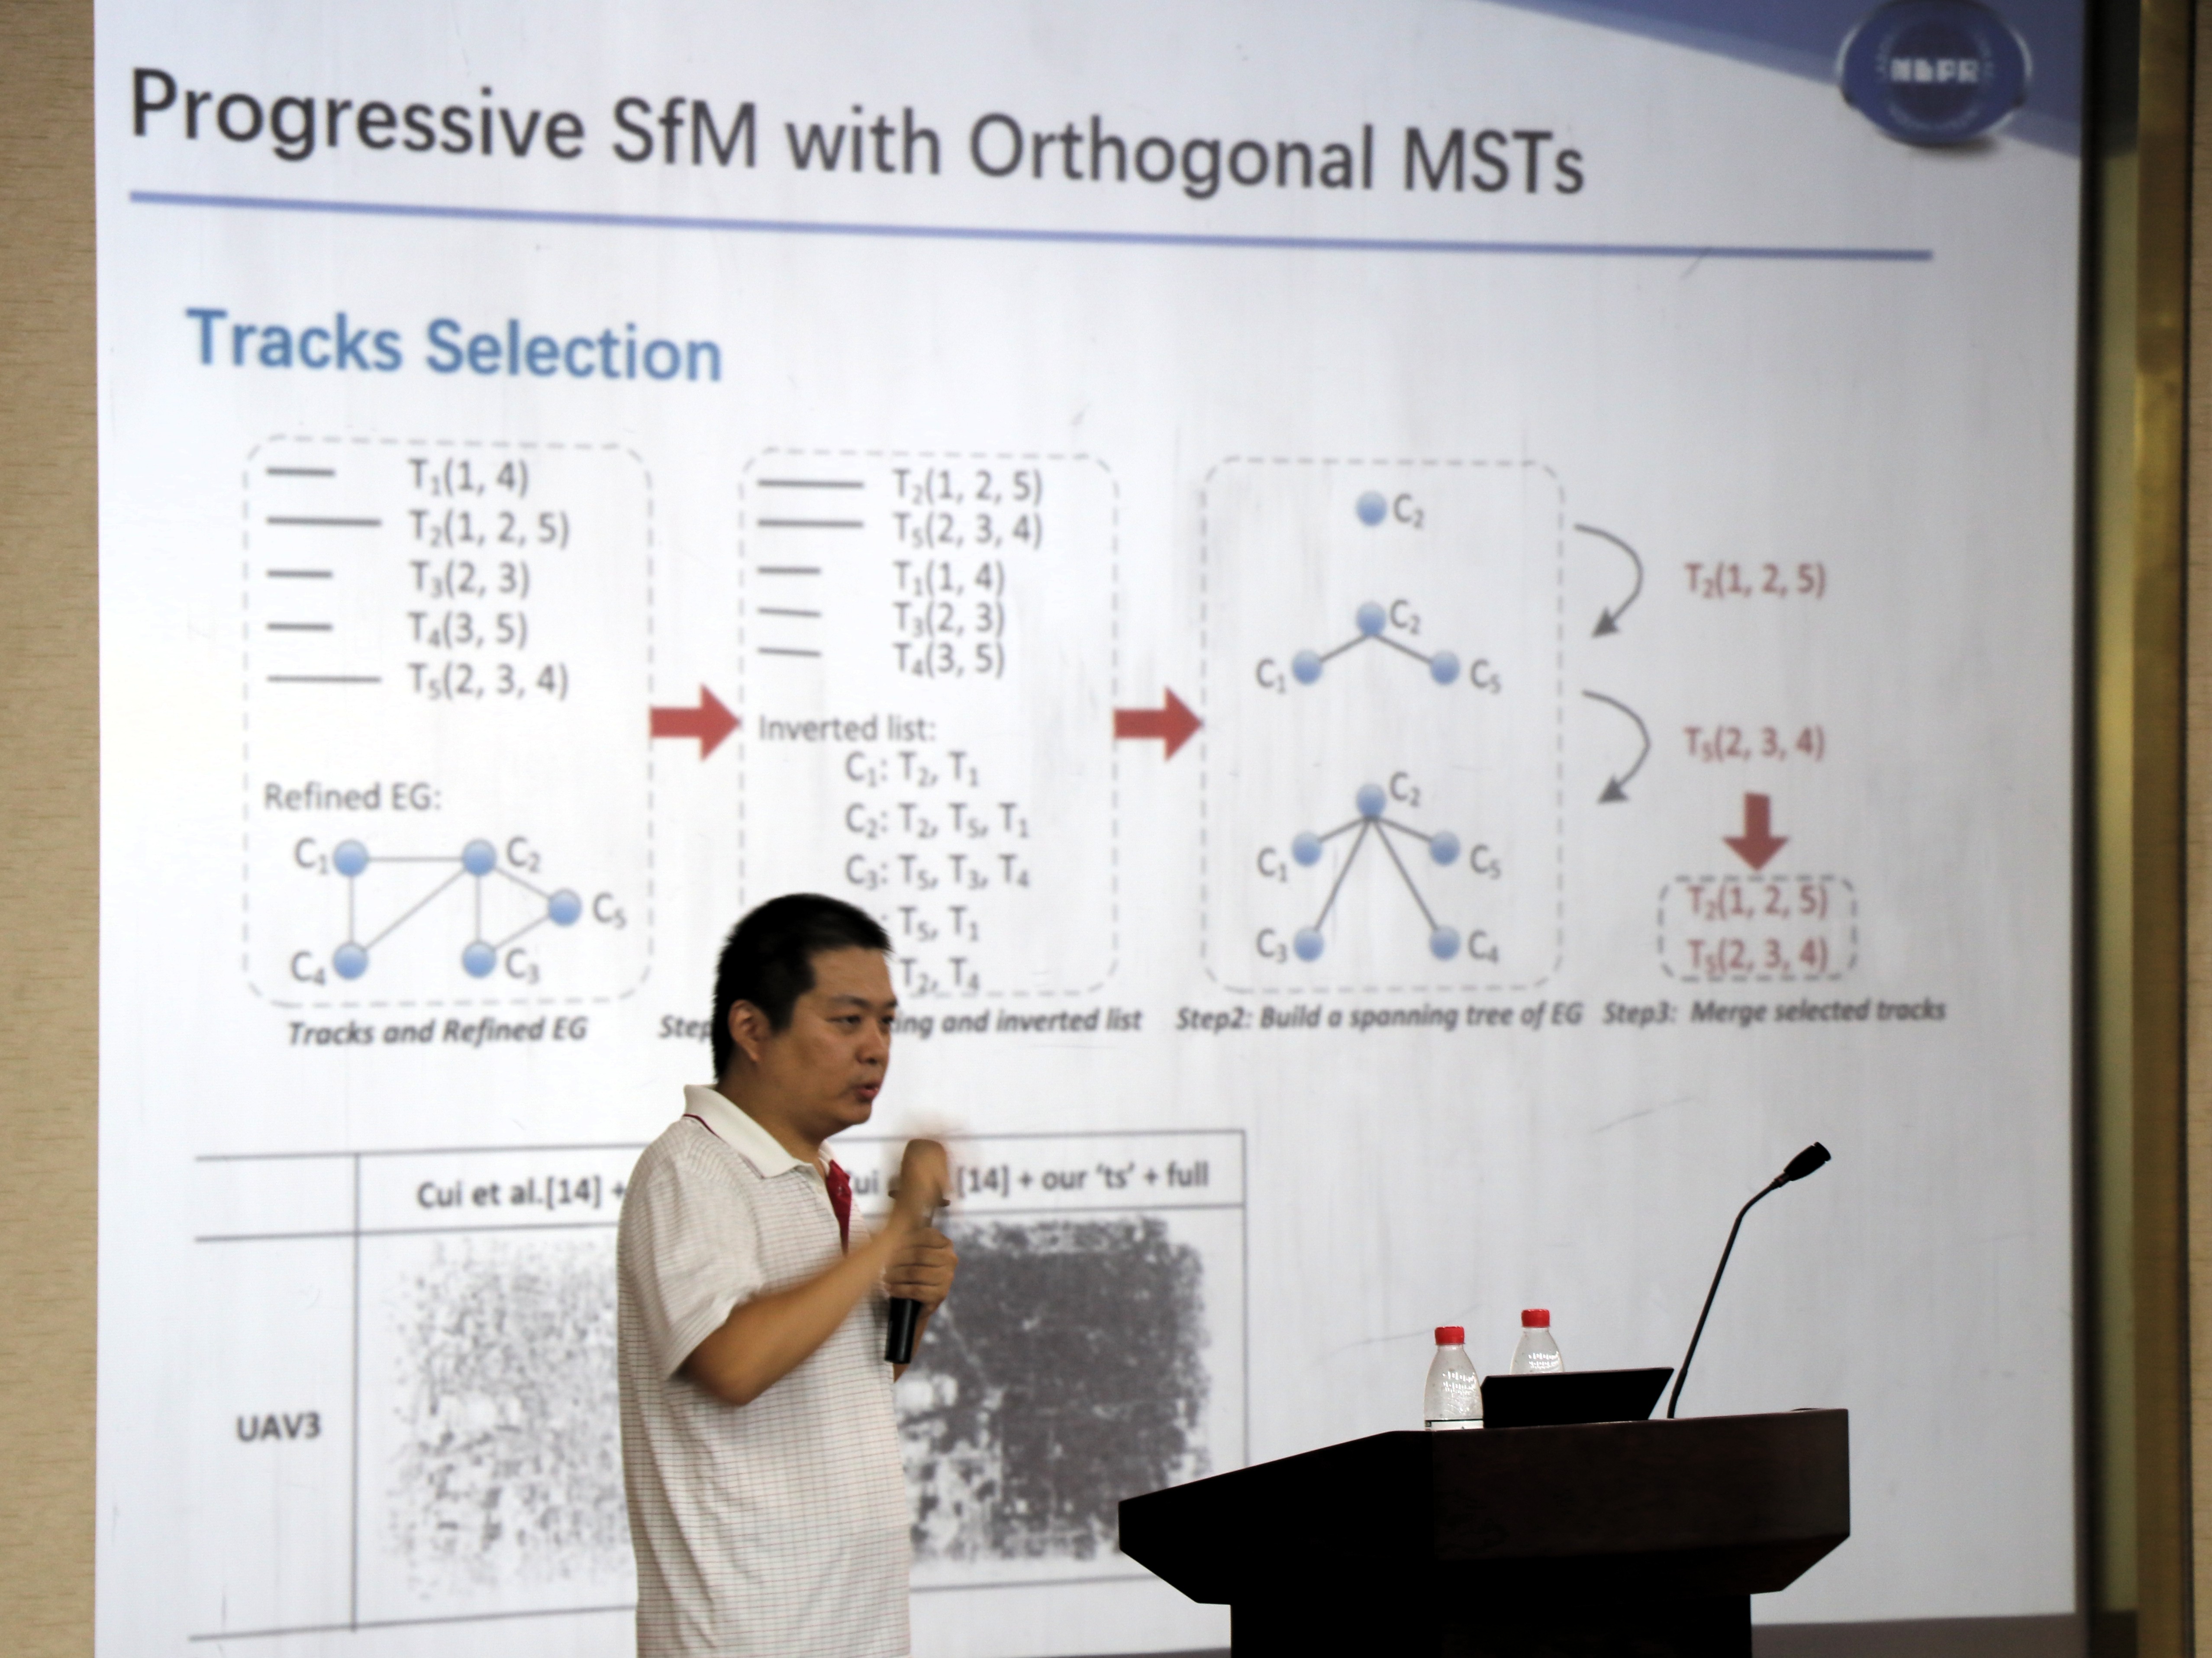 NLPR
Progressive SfM with Orthogonal MSTs
Tracks Selection
T₁(1, 4)
T₂(1, 2, 5)
T₃(2, 3)
T₄(3, 5)
T₅(2, 3, 4)
Refined EG:
C₁ C₂
C₅
C₄ C₃
Tracks and Refined EG
T₂(1, 2, 5)
T₅(2, 3, 4)
T₁(1, 4)
T₃(2, 3)
T₄(3, 5)
Inverted list:
C₁: T₂, T₁
C₂: T₂, T₅, T₁
C₃: T₅, T₃, T₄
: T₅, T₁
T₂, T₄
Step ing and inverted list
C₂
C₂
C₁ C₅
C₂
C₁ C₅
C₃ C₄
Step2: Build a spanning tree of EG
T₂(1, 2, 5)
T₅(2, 3, 4)
T₂(1, 2, 5)
T₅(2, 3, 4)
Step3: Merge selected tracks
Cui et al.[14] +
ui [14] + our ‘ts’ + full
UAV3